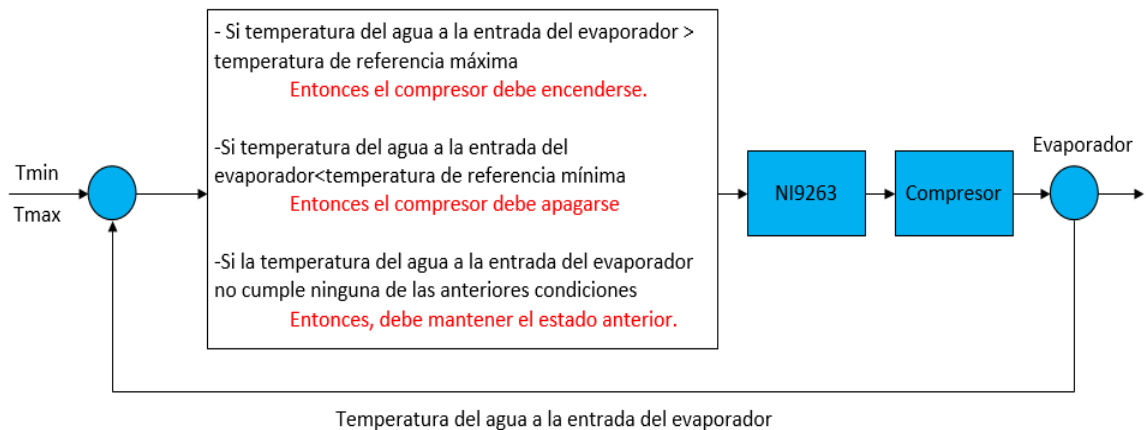 - Si temperatura del agua a la entrada del evaporador >
temperatura de referencia máxima
Entonces el compresor debe encenderse.
-Si temperatura del agua a la entrada del
evaporador<temperatura de referencia mínima
Entonces el compresor debe apagarse
-Si la temperatura del agua a la entrada del evaporador
no cumple ninguna de las anteriores condiciones
Entonces, debe mantener el estado anterior.
Tmin
Tmax
NI9263
Compresor
Evaporador
Temperatura del agua a la entrada del evaporador